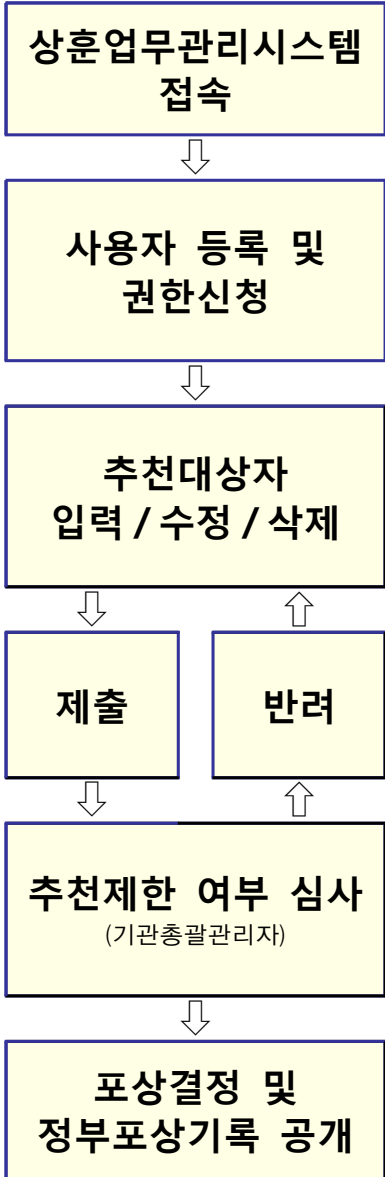 상훈업무관리시스템
접속
사용자 등록 및
권한신청
추천대상자
입력 / 수정 / 삭제
제출
반려
추천제한 여부 심사
(기관총괄관리자)
포상결정 및
정부포상기록 공개